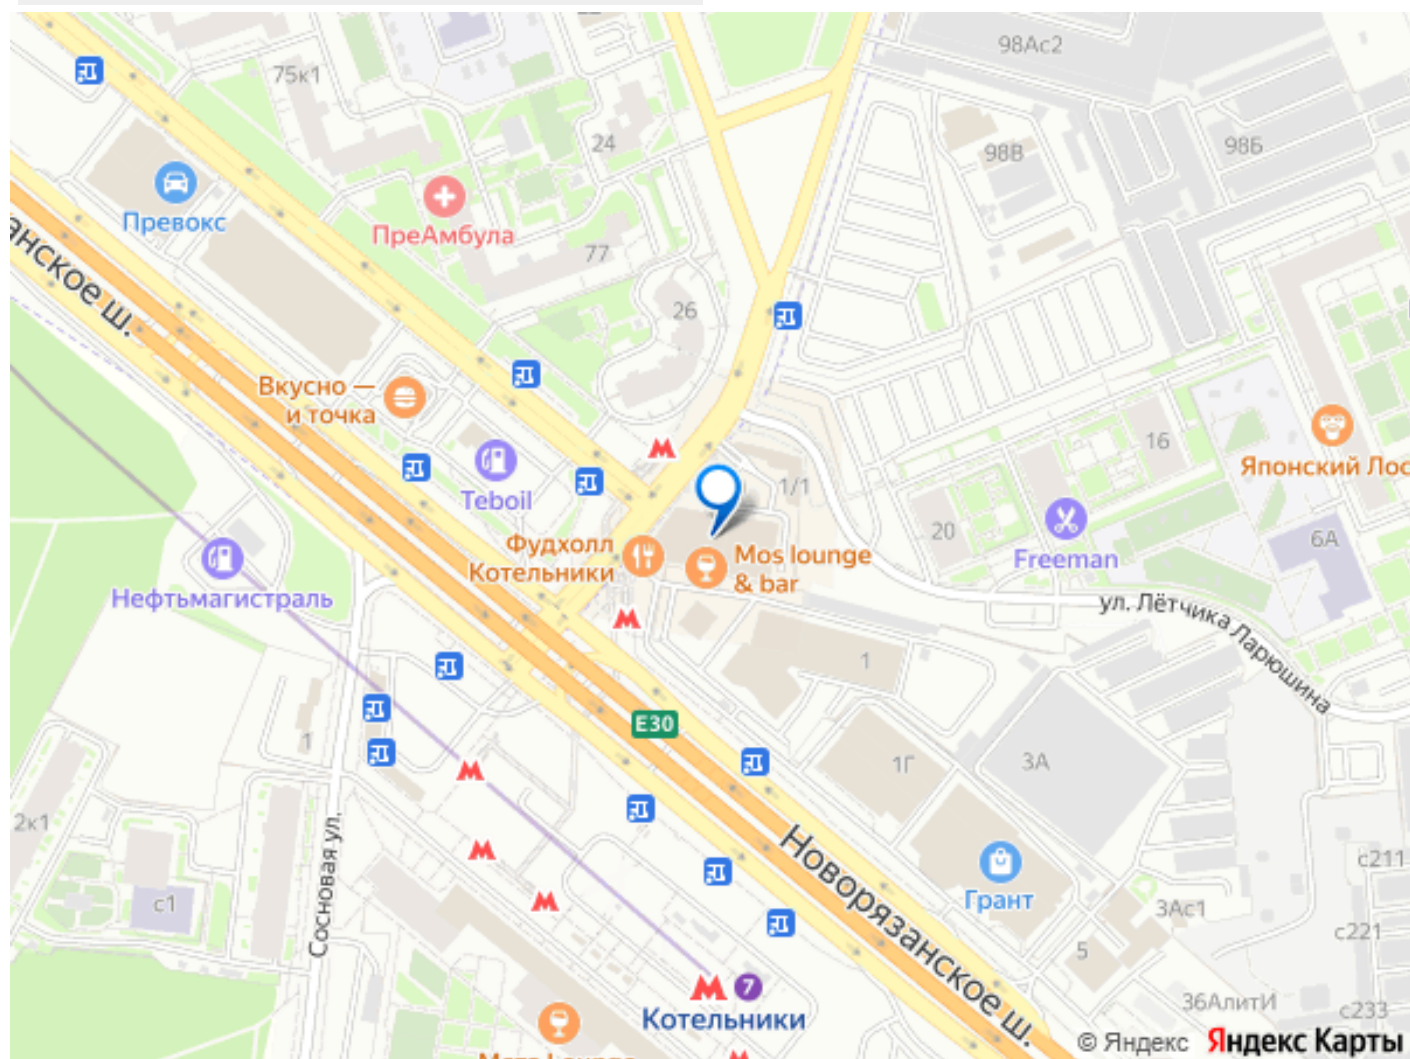 98Ас2
75к1
24
98В
98Б
Превокс
ПреАмбула
77
анское ш.
26
Вкусно —
и точка
16
Японский Лос
Teboil
1/1
20
Freeman
6А
Фудхолл
Котельники
Mos lounge
& bar
Нефтьмагистраль
ул. Лётчика Ларюшина
1
E30
1
1Г
3А
2к1
Сосновая ул.
Новорязанское ш.
с211
Грант
с1
3Ас1
с221
5
7
Котельники
36АлитИ
с233
© Яндекс Яндекс Карты